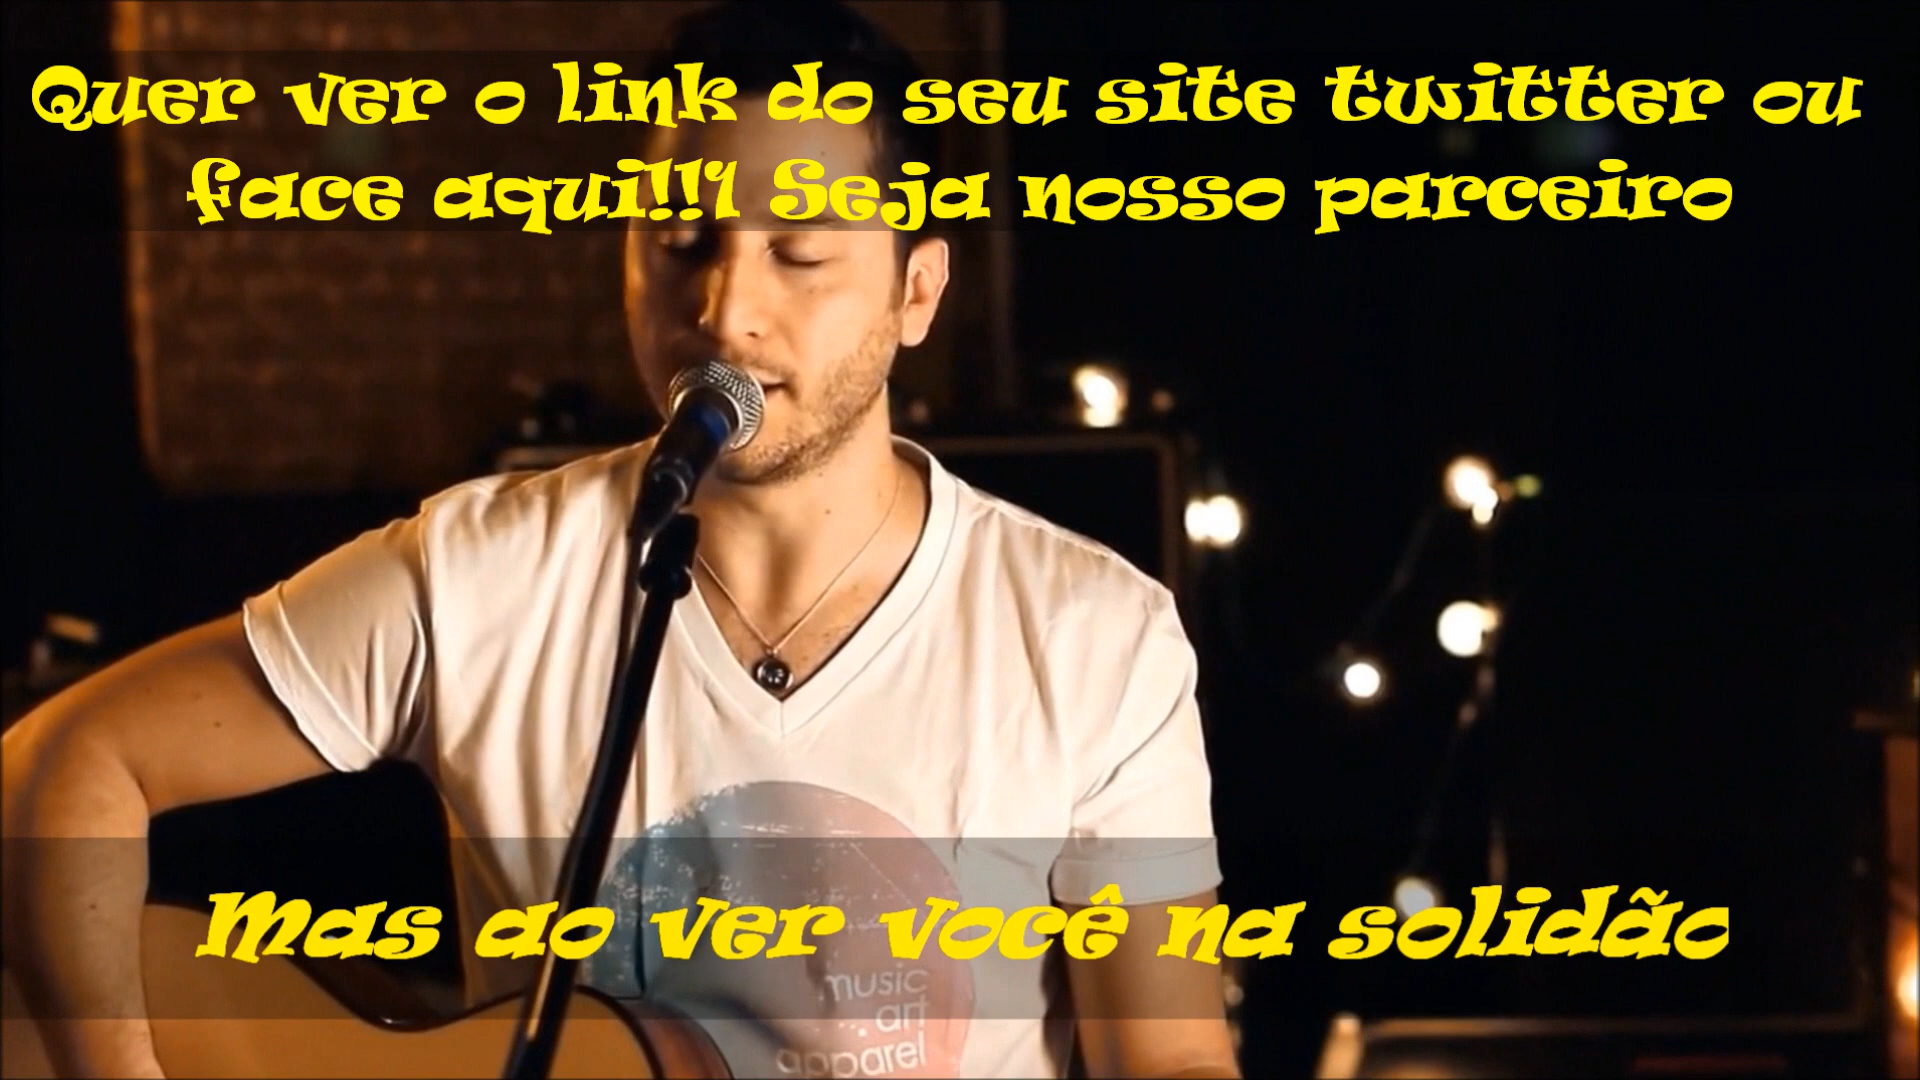 Quer ver o link do seu site twitter ou
face aqui!!1 Seja nosso parceiro
Mas ao ver você na solidão
music
art
apparel